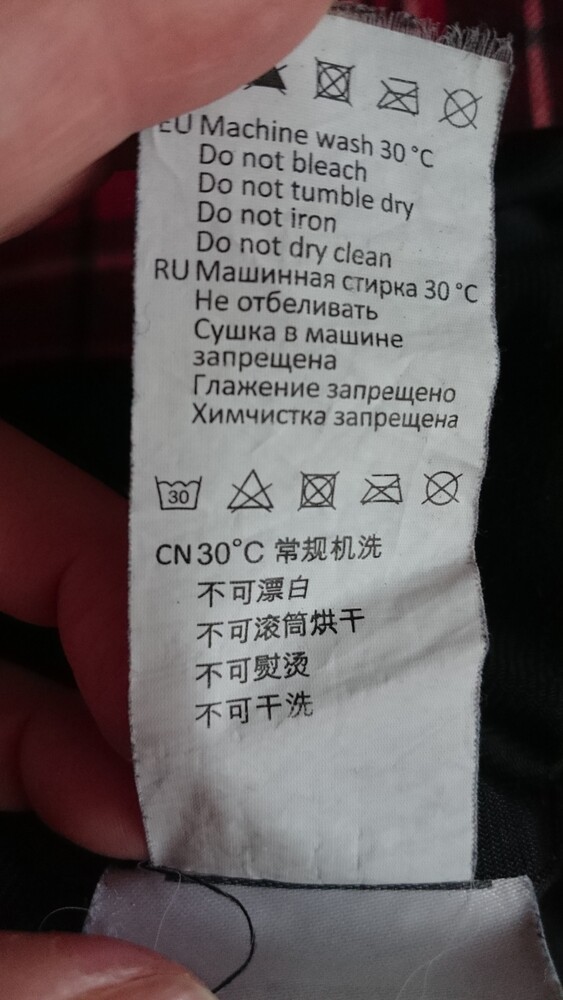 EU Machine wash 30 °C
Do not bleach
Do not tumble dry
Do not iron
Do not dry clean
RU Машинная стирка 30 °C
Не отбеливать
Сушка в машине
запрещена
Глажение запрещено
Химчистка запрещена
30
CN 30°C 常规机洗
不可漂白
不可滚筒烘干
不可熨烫
不可干洗